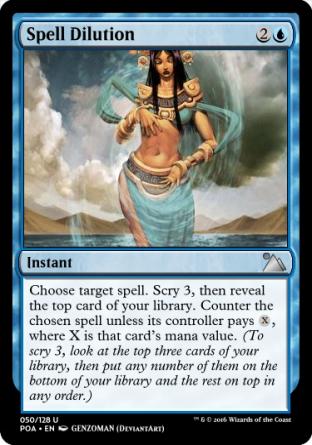 Spell Dilution 2
Instant
Choose target spell. Scry 3, then reveal
the top card of your library. Counter the
chosen spell unless its controller pays X,
where X is that card's mana value. (To
scry 3, look at the top three cards of your
library, then put any number of them on the
bottom of your library and the rest on top in
any order.)
050/128 U
POA • EN GENZOMAN (DEVIANTART)
™ & © 2016 Wizards of the Coast